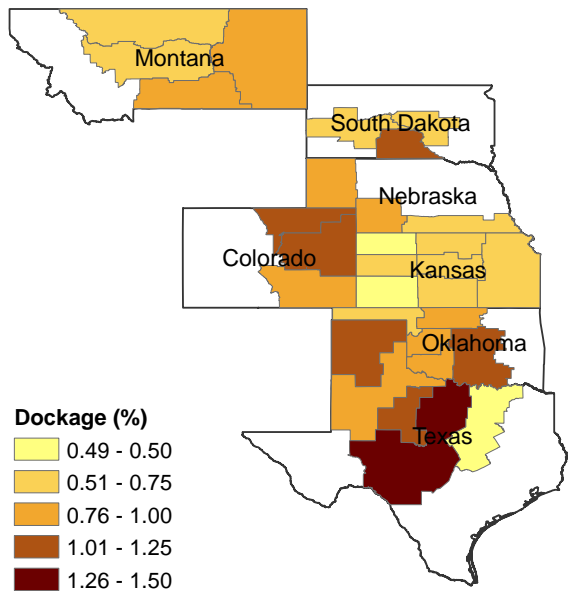 Montana
South Dakota
Nebraska
Colorado
Kansas
Oklahoma
Texas
Dockage (%)
0.49 - 0.50
0.51 - 0.75
0.76 - 1.00
1.01 - 1.25
1.26 - 1.50